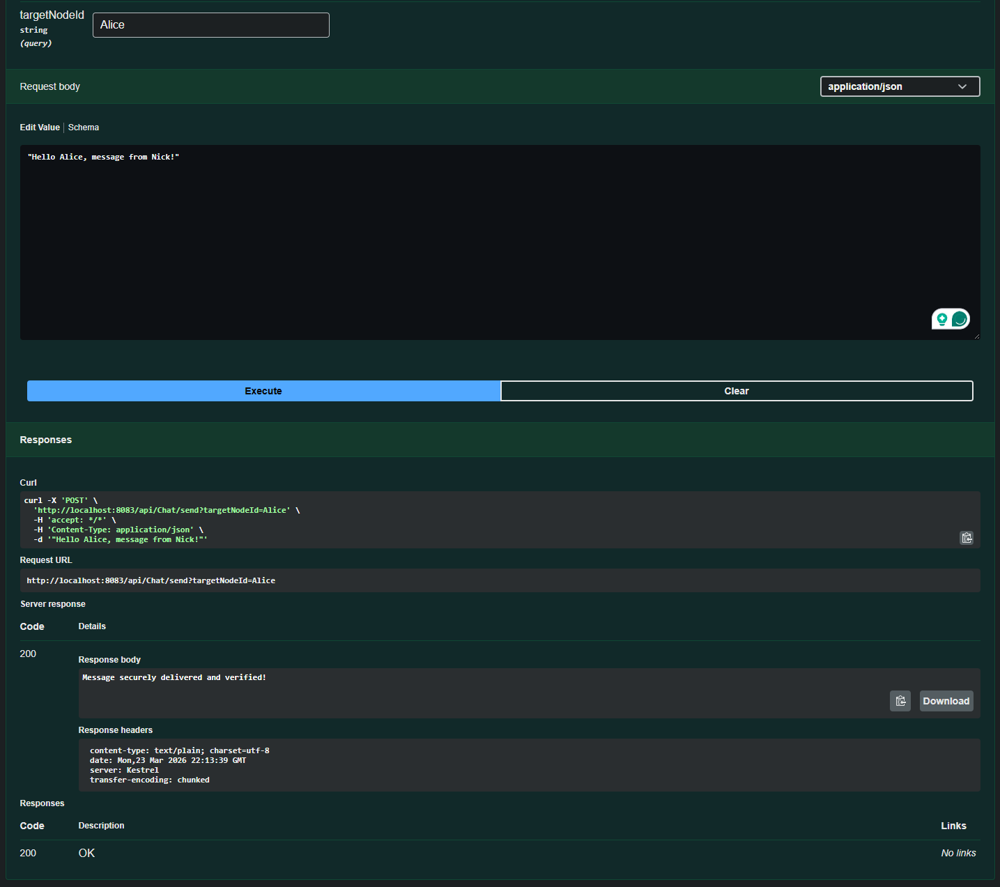 targetNodeId
string
(query)
Alice
Request body
application/json
Edit Value | Schema
"Hello Alice, message from Nick!"
Execute
Clear
Responses
Curl
curl -X 'POST' \
  'http://localhost:8083/api/Chat/send?targetNodeId=Alice' \
  -H 'accept: */*' \
  -H 'Content-Type: application/json' \
  -d '"Hello Alice, message from Nick!"'
Request URL
http://localhost:8083/api/Chat/send?targetNodeId=Alice
Server response
Code Details
200
Response body
Message securely delivered and verified!
Download
Response headers
content-type: text/plain; charset=utf-8
date: Mon,23 Mar 2026 22:13:39 GMT
server: Kestrel
transfer-encoding: chunked
Responses
Code Description Links
200 OK No links